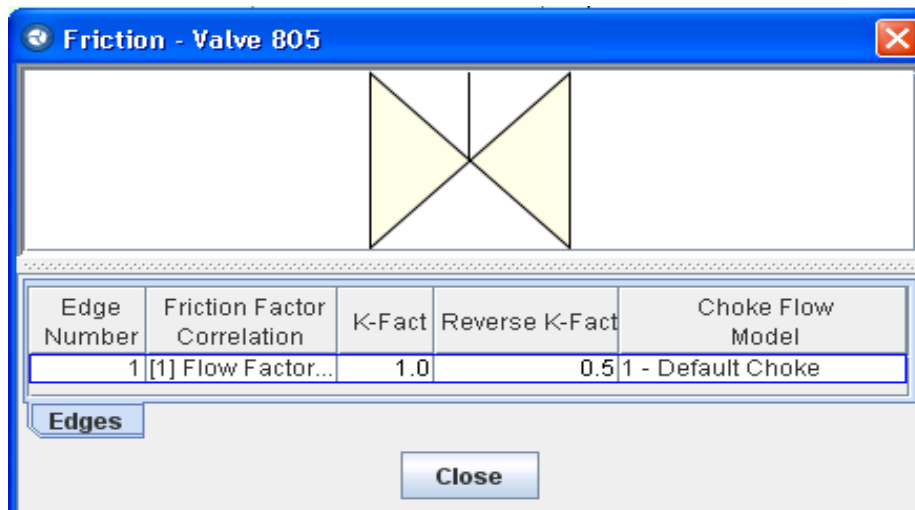 Friction - Valve 805
Edge Number Friction Factor Correlation K-Fact Reverse K-Fact Choke Flow Model
1 [1] Flow Factor... 1.0 0.5 1 - Default Choke
Edges
Close